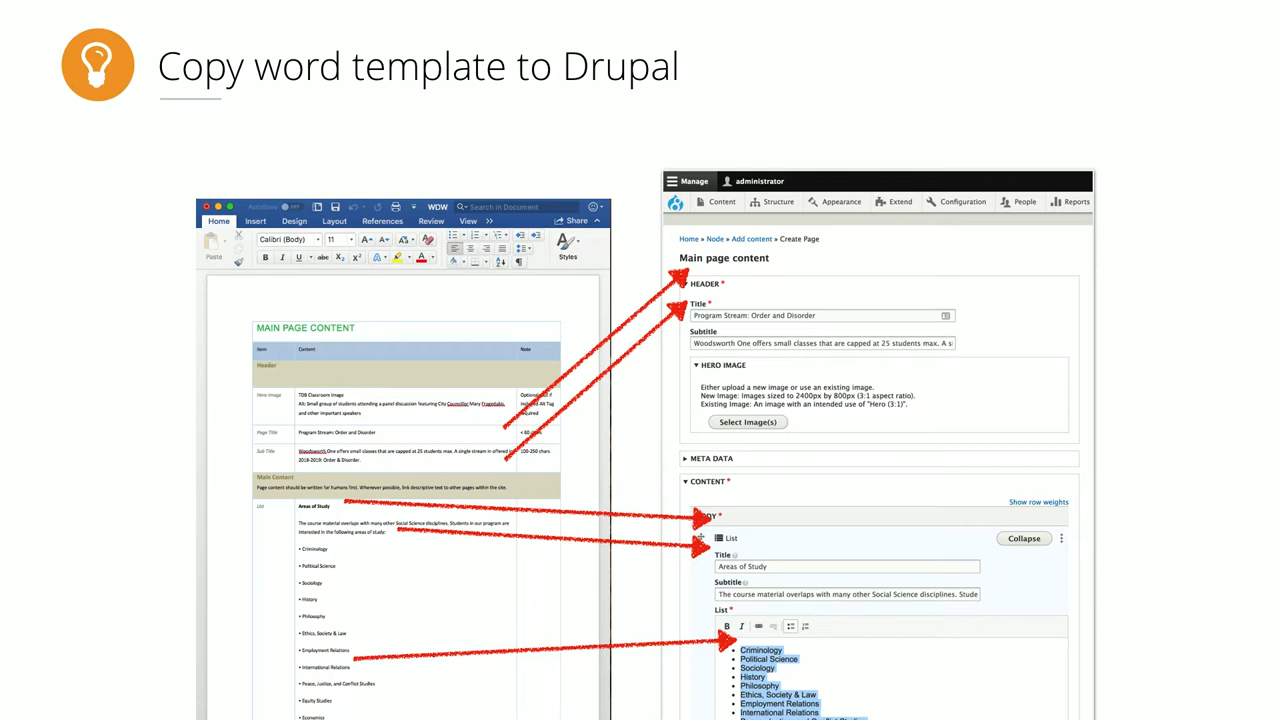 Copy word template to Drupal
AutoSave OFF
WDW
Search in Document
Home Insert Design Layout References Review View
Share
Calibri (Body) 11
Paste
Styles
MAIN PAGE CONTENT
Item Content Note
Header
Hero Image
TDB Classroom image
Alt: Small group of students attending a panel discussion featuring City Councillor Mary Fragedakis
and other important speakers
Optional
required
Page Title
Program Stream: Order and Disorder
< 60
Sub Title
Woodsworth One offers small classes that are capped at 25 students max. A single stream in offered in
2018-2019: Order & Disorder.
100-250 chars
Main Content
Page content should be written for humans first. Whenever possible, link descriptive text to other pages within the site.
List
Areas of Study
The course material overlaps with many other Social Science disciplines. Students in our program are
interested in the following areas of study:
• Criminology
• Political Science
• Sociology
• History
• Philosophy
• Ethics, Society & Law
• Employment Relations
• International Relations
• Peace, Justice, and Conflict Studies
• Equity Studies
• Economics
Manage administrator
Content Structure Appearance Extend Configuration People Reports
Home » Node » Add content » Create Page
Main page content
HEADER *
Title *
Program Stream: Order and Disorder
Subtitle
Woodsworth One offers small classes that are capped at 25 students max. A s
HERO IMAGE
Either upload a new image or use an existing image.
New Image: Images sized to 2400px by 800px (3:1 aspect ratio).
Existing Image: An image with an intended use of "Hero (3:1)".
Select Image(s)
META DATA
CONTENT *
Show row weights
DY *
List
Collapse
Title
Areas of Study
Subtitle
The course material overlaps with many other Social Science disciplines. Stude
List *
B I
• Criminology
• Political Science
• Sociology
• History
• Philosophy
• Ethics, Society & Law
• Employment Relations
• International Relations